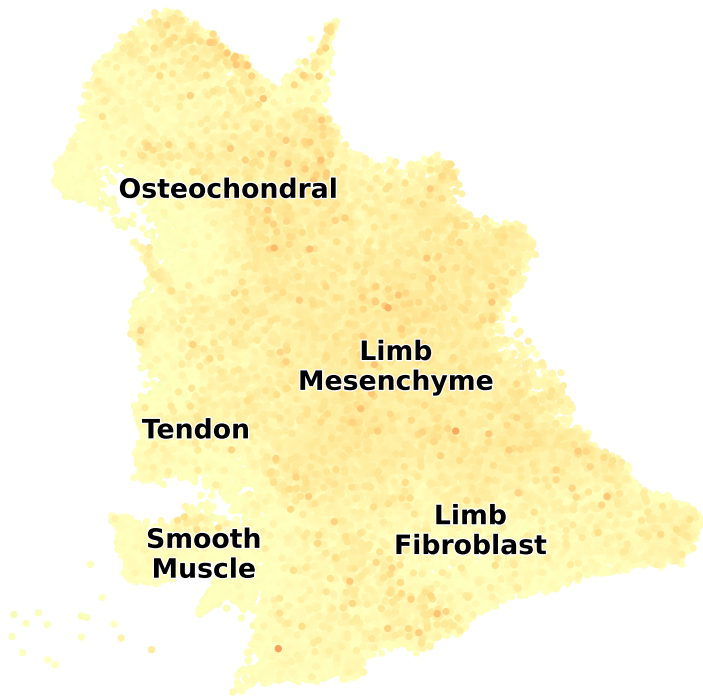 Osteochondral
Limb
Mesenchyme
Tendon
Limb
Fibroblast
Smooth
Muscle